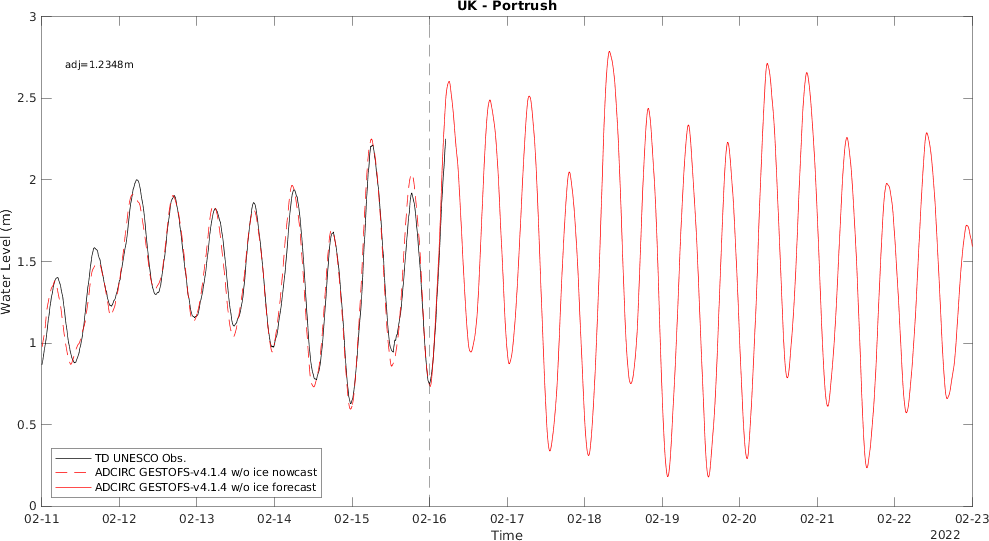 UK - Portrush
adj=1.2348m
Water Level (m)
3
2.5
2
1.5
1
0.5
0
TD UNESCO Obs.
ADCIRC GESTOFS-v4.1.4 w/o ice nowcast
ADCIRC GESTOFS-v4.1.4 w/o ice forecast
02-11 02-12 02-13 02-14 02-15 02-16 02-17 02-18 02-19 02-20 02-21 02-22 02-23
Time
2022